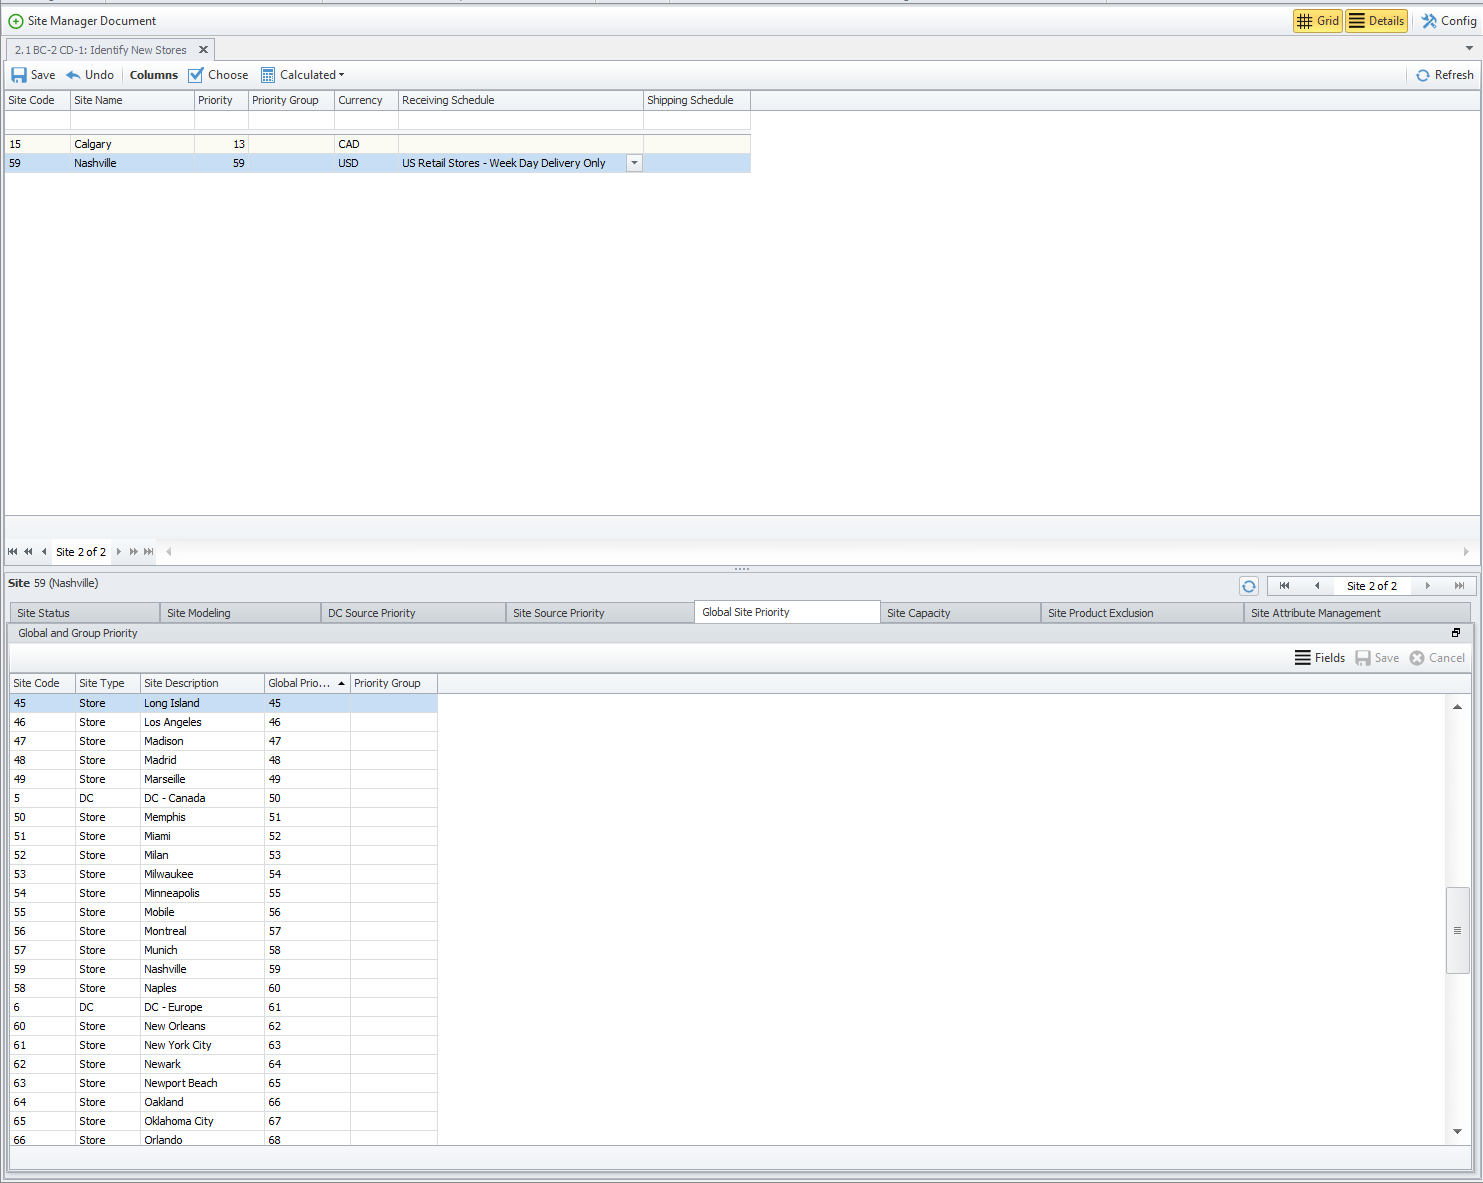 Site Manager Document Grid Details Config
2.1 BC-2 CD-1: Identify New Stores
Save Undo Columns Choose Calculated Refresh
Site Code Site Name Priority Priority Group Currency Receiving Schedule Shipping Schedule
15 Calgary 13 CAD
59 Nashville 59 USD US Retail Stores - Week Day Delivery Only
Site 2 of 2
Site 59 (Nashville) Site 2 of 2
Site Status Site Modeling DC Source Priority Site Source Priority Global Site Priority Site Capacity Site Product Exclusion Site Attribute Management
Global and Group Priority
Fields Save Cancel
Site Code Site Type Site Description Global Prio... Priority Group
45 Store Long Island 45
46 Store Los Angeles 46
47 Store Madison 47
48 Store Madrid 48
49 Store Marseille 49
5 DC DC - Canada 50
50 Store Memphis 51
51 Store Miami 52
52 Store Milan 53
53 Store Milwaukee 54
54 Store Minneapolis 55
55 Store Mobile 56
56 Store Montreal 57
57 Store Munich 58
59 Store Nashville 59
58 Store Naples 60
6 DC DC - Europe 61
60 Store New Orleans 62
61 Store New York City 63
62 Store Newark 64
63 Store Newport Beach 65
64 Store Oakland 66
65 Store Oklahoma City 67
66 Store Orlando 68